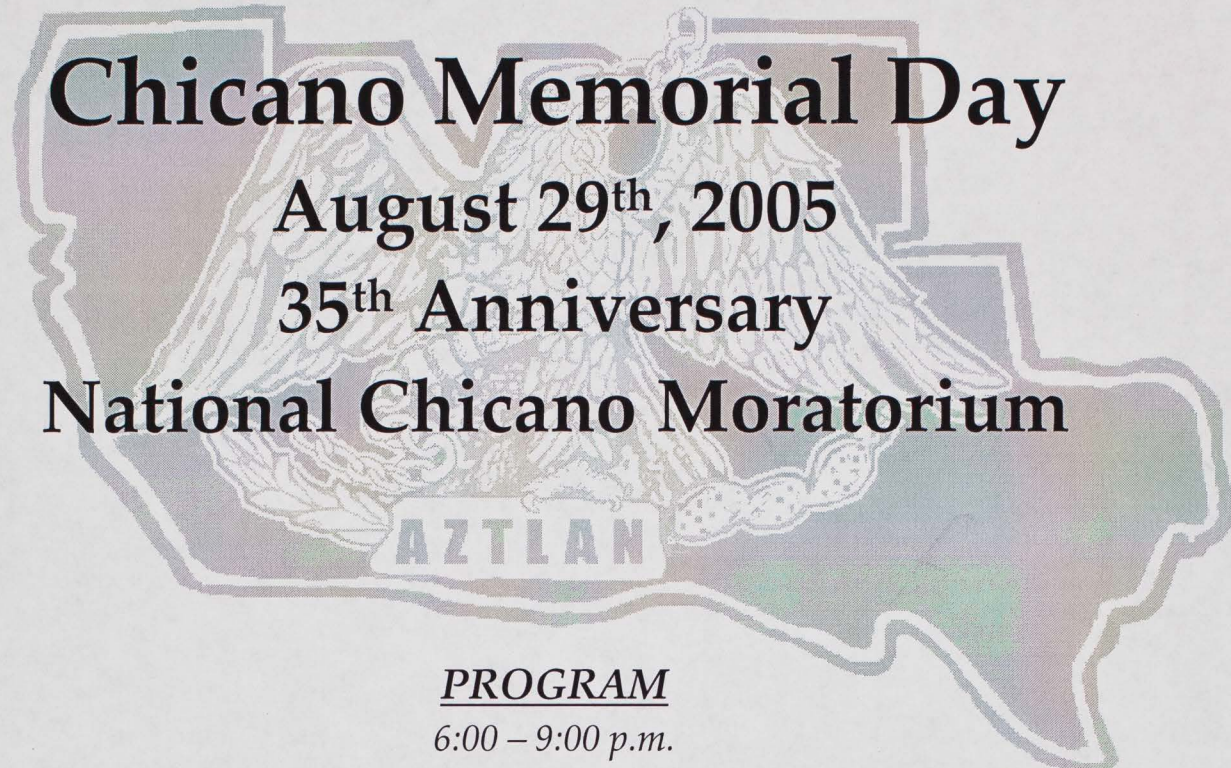 Chicano Memorial Day
August 29th, 2005
35th Anniversary
National Chicano Moratorium
AZTLAN
PROGRAM
6:00 – 9:00 p.m.